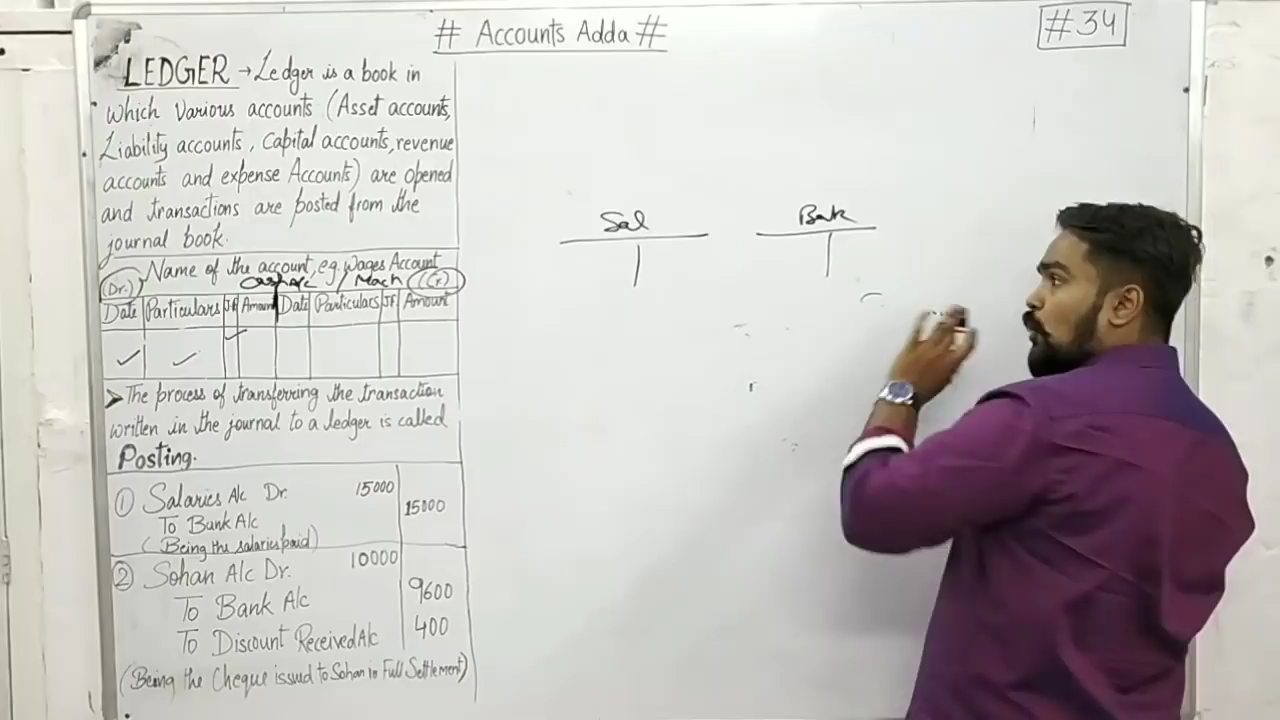 # Accounts Adda #
#34
LEDGER → Ledger is a book in
which various accounts (Asset accounts,
Liability accounts, Capital accounts, revenue
accounts and expense Accounts) are opened
and transactions are posted from the
journal book.
Name of the account, e.g. Wages Account
(Dr.) Cash A/c / Mach (Cr)
Date Particulars JF Amount Date Particulars JF Amount
➤ The process of transferring the transaction
written in the journal to a ledger is called
Posting.
① Salaries A/c Dr. 15000
To Bank A/c 15000
(Being the salaries paid)
② Sohan A/c Dr. 10000
To Bank A/c 9600
To Discount Received A/c 400
(Being the Cheque issued to Sohan in Full Settlement)
Sal Bank